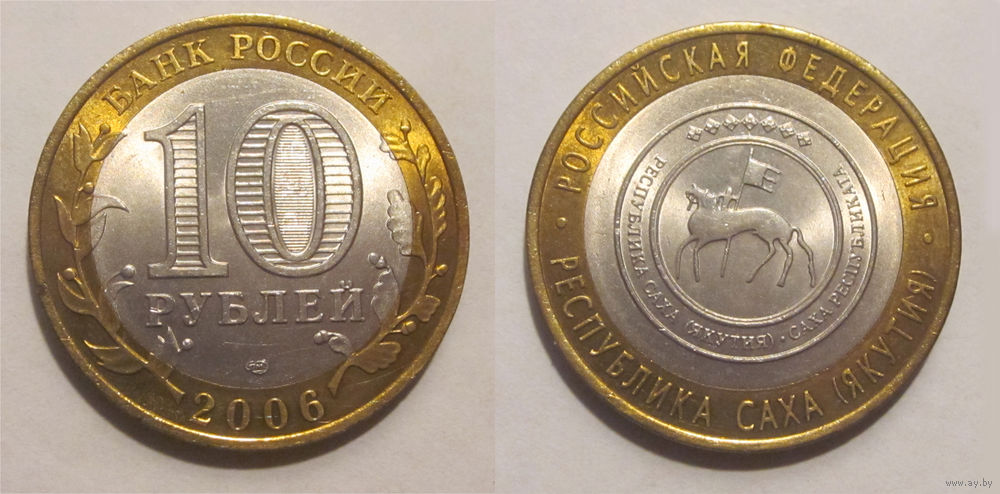 БАНК РОССИИ
10
РУБЛЕЙ
2006
РОССИЙСКАЯ ФЕДЕРАЦИЯ
РЕСПУБЛИКА САХА (ЯКУТИЯ) · САХА РЕСПУБЛИКАТА
· РЕСПУБЛИКА САХА (ЯКУТИЯ) ·
www.ay.by